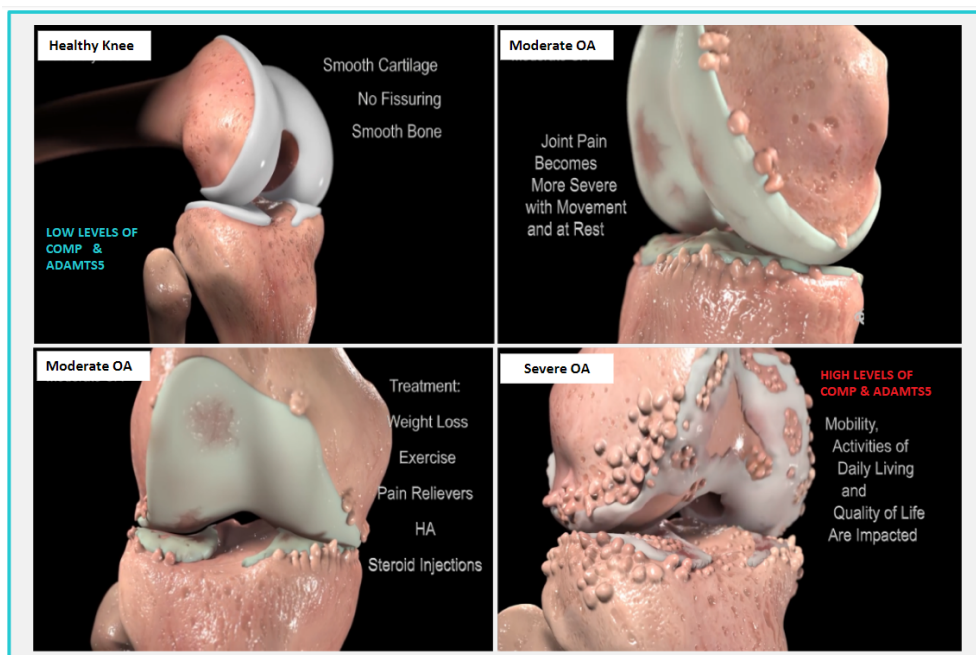 Healthy Knee
Smooth Cartilage
No Fissuring
Smooth Bone
LOW LEVELS OF
COMP &
ADAMTS5
Moderate OA
Joint Pain
Becomes
More Severe
with Movement
and at Rest
Moderate OA
Treatment:
Weight Loss
Exercise
Pain Relievers
HA
Steroid Injections
Severe OA
HIGH LEVELS OF
COMP & ADAMTS5
Mobility,
Activities of
Daily Living
and
Quality of Life
Are Impacted